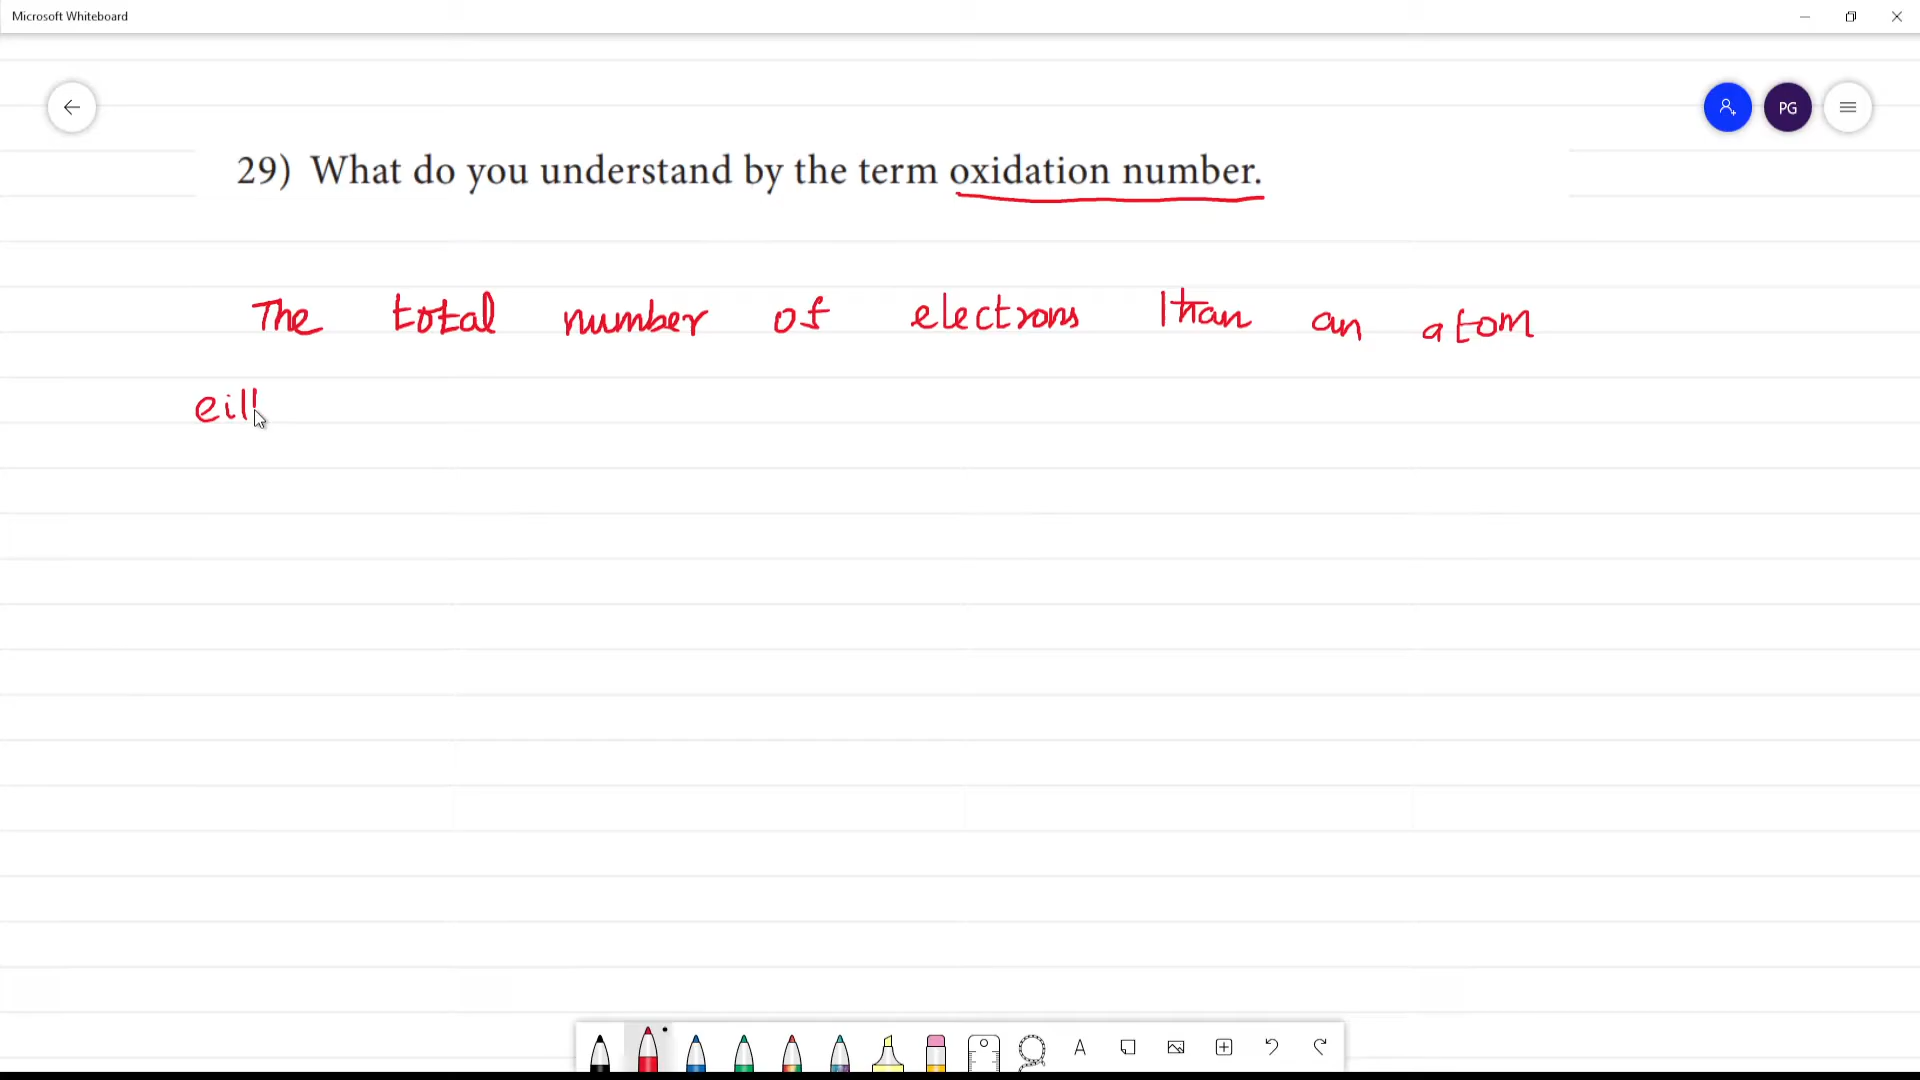 Microsoft Whiteboard
PG
29) What do you understand by the term oxidation number.
The total number of electrons than an atom
A